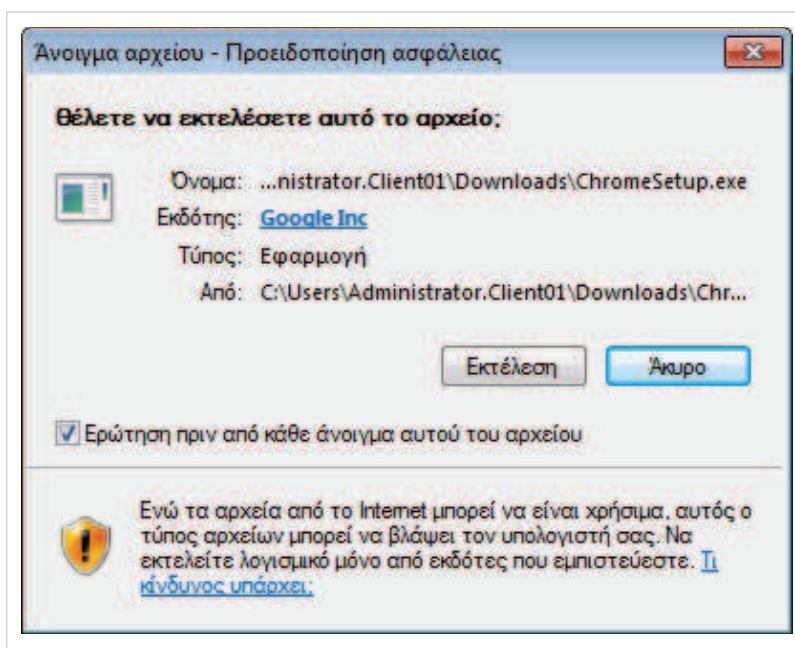 Άνοιγμα αρχείου - Προειδοποίηση ασφάλειας
Θέλετε να εκτελέσετε αυτό το αρχείο;
Όνομα: ...nistrator.Client01\Downloads\ChromeSetup.exe
Εκδότης: Google Inc
Τύπος: Εφαρμογή
Από: C:\Users\Administrator.Client01\Downloads\Chr...
Εκτέλεση Άκυρο
Ερώτηση πριν από κάθε άνοιγμα αυτού του αρχείου
Ενώ τα αρχεία από το Internet μπορεί να είναι χρήσιμα, αυτός ο
τύπος αρχείων μπορεί να βλάψει τον υπολογιστή σας. Να
εκτελείτε λογισμικό μόνο από εκδότες που εμπιστεύεστε. Τι
κίνδυνος υπάρχει;